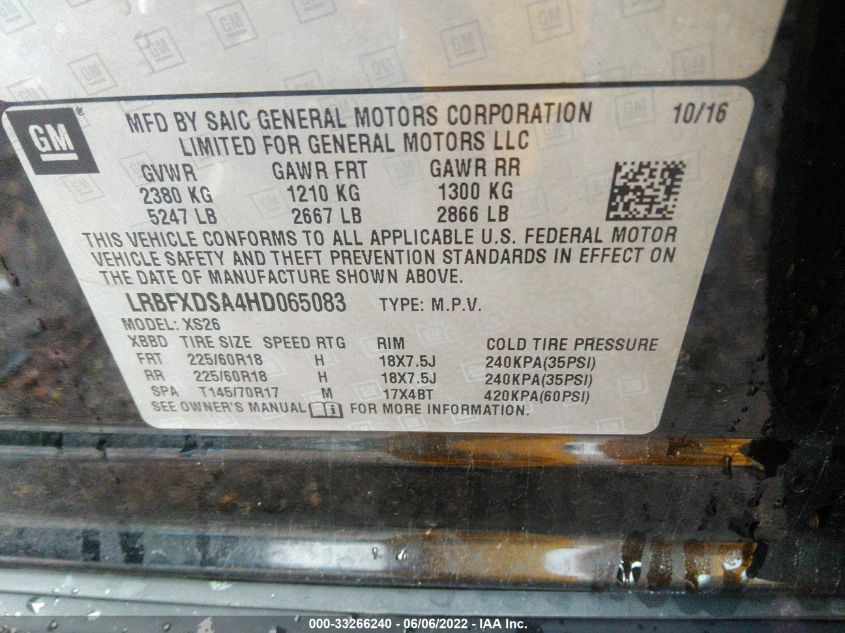 GM
MFD BY SAIC GENERAL MOTORS CORPORATION 10/16
LIMITED FOR GENERAL MOTORS LLC
GVWR GAWR FRT GAWR RR
2380 KG 1210 KG 1300 KG
5247 LB 2667 LB 2866 LB
THIS VEHICLE CONFORMS TO ALL APPLICABLE U.S. FEDERAL MOTOR
VEHICLE SAFETY AND THEFT PREVENTION STANDARDS IN EFFECT ON
THE DATE OF MANUFACTURE SHOWN ABOVE.
LRBFXDSA4HD065083 TYPE: M.P.V.
MODEL: XS26
XBBD TIRE SIZE SPEED RTG RIM COLD TIRE PRESSURE
FRT 225/60R18 H 18X7.5J 240KPA(35PSI)
RR 225/60R18 H 18X7.5J 240KPA(35PSI)
SPA T145/70R17 M 17X4BT 420KPA(60PSI)
SEE OWNER'S MANUAL FOR MORE INFORMATION.
000-33266240 - 06/06/2022 - IAA Inc.